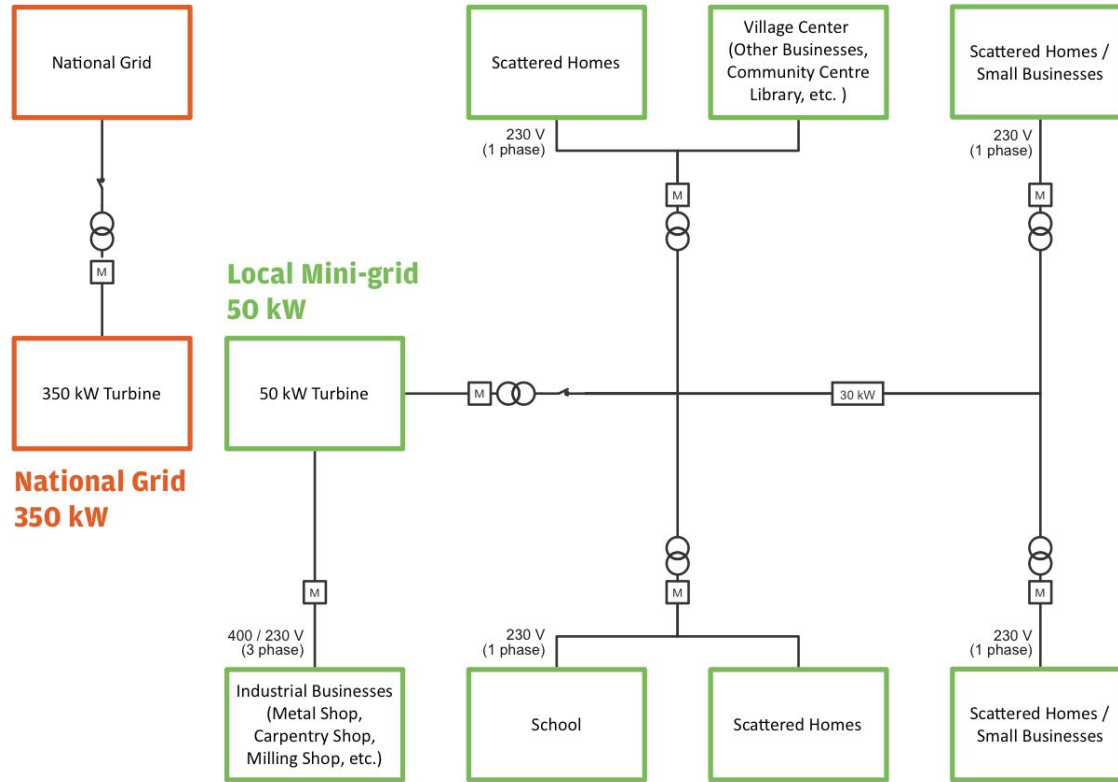 National Grid
Scattered Homes
Village Center
(Other Businesses,
Community Centre
Library, etc. )
Scattered Homes /
Small Businesses
230 V
(1 phase)
230 V
(1 phase)
M
M
M
Local Mini-grid
50 kW
350 kW Turbine
50 kW Turbine
M
30 kW
National Grid
350 kW
M
M
M
400 / 230 V
(3 phase)
230 V
(1 phase)
230 V
(1 phase)
Industrial Businesses
(Metal Shop,
Carpentry Shop,
Milling Shop, etc.)
School
Scattered Homes
Scattered Homes /
Small Businesses